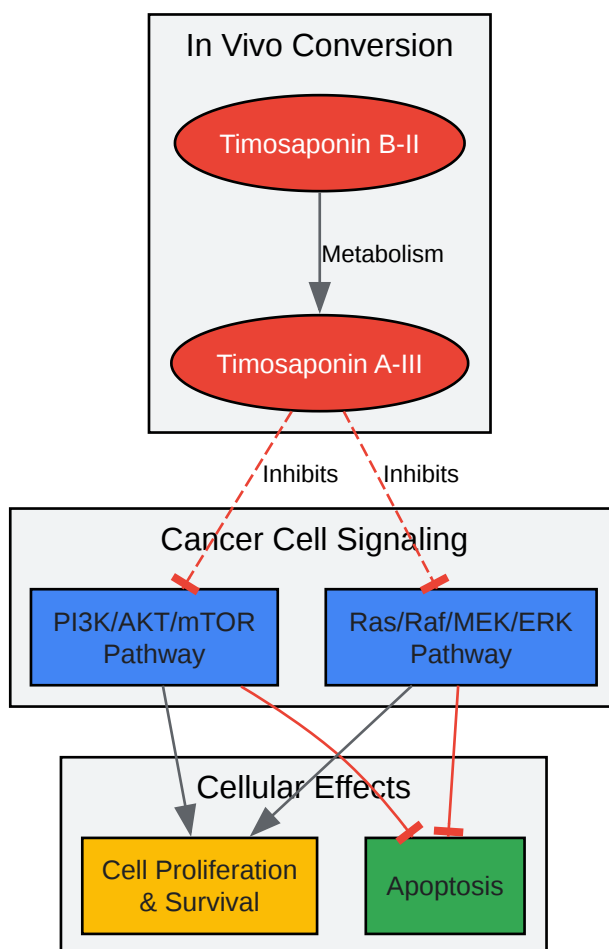 In Vivo Conversion
Timosaponin B-II
Metabolism
Timosaponin A-III
Inhibits
Inhibits
Cancer Cell Signaling
PI3K/AKT/mTOR
Pathway
Ras/Raf/MEK/ERK
Pathway
Cellular Effects
Cell Proliferation
& Survival
Apoptosis